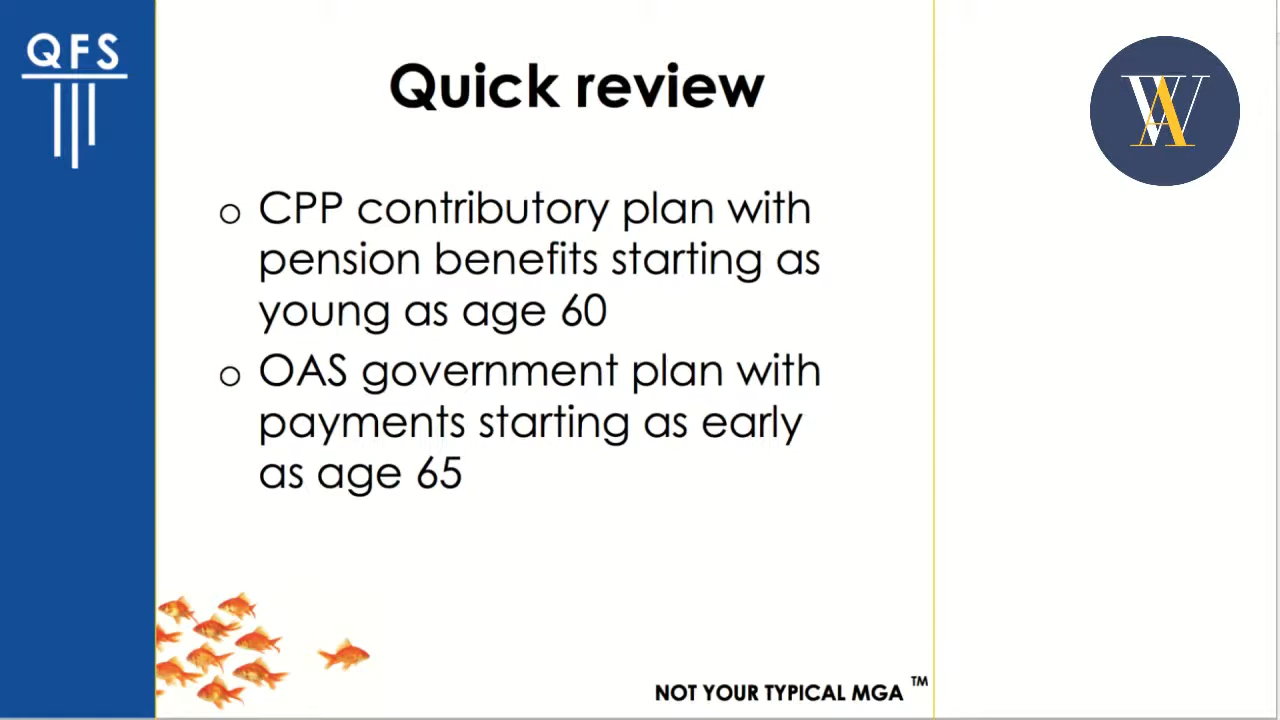 QFS
Quick review
WA
o CPP contributory plan with
pension benefits starting as
young as age 60
o OAS government plan with
payments starting as early
as age 65
NOT YOUR TYPICAL MGA ™